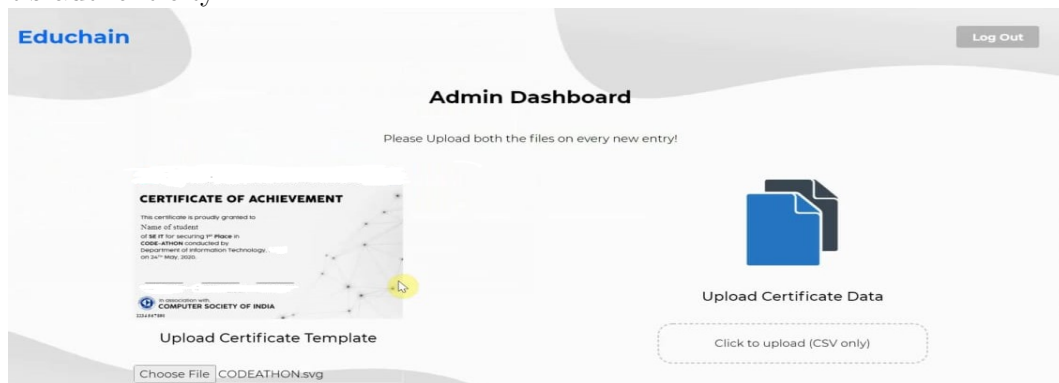 Educhain
Log Out
Admin Dashboard
Please Upload both the files on every new entry!
CERTIFICATE OF ACHIEVEMENT
This certificate is proudly granted to
Name of student
of SE IT for securing 1st Place in
CODE-ATHON conducted by
Department of Information Technology,
on 24th May, 2020.
in association with
COMPUTER SOCIETY OF INDIA
Upload Certificate Template
Choose File CODEATHON.svg
Upload Certificate Data
Click to upload (CSV only)